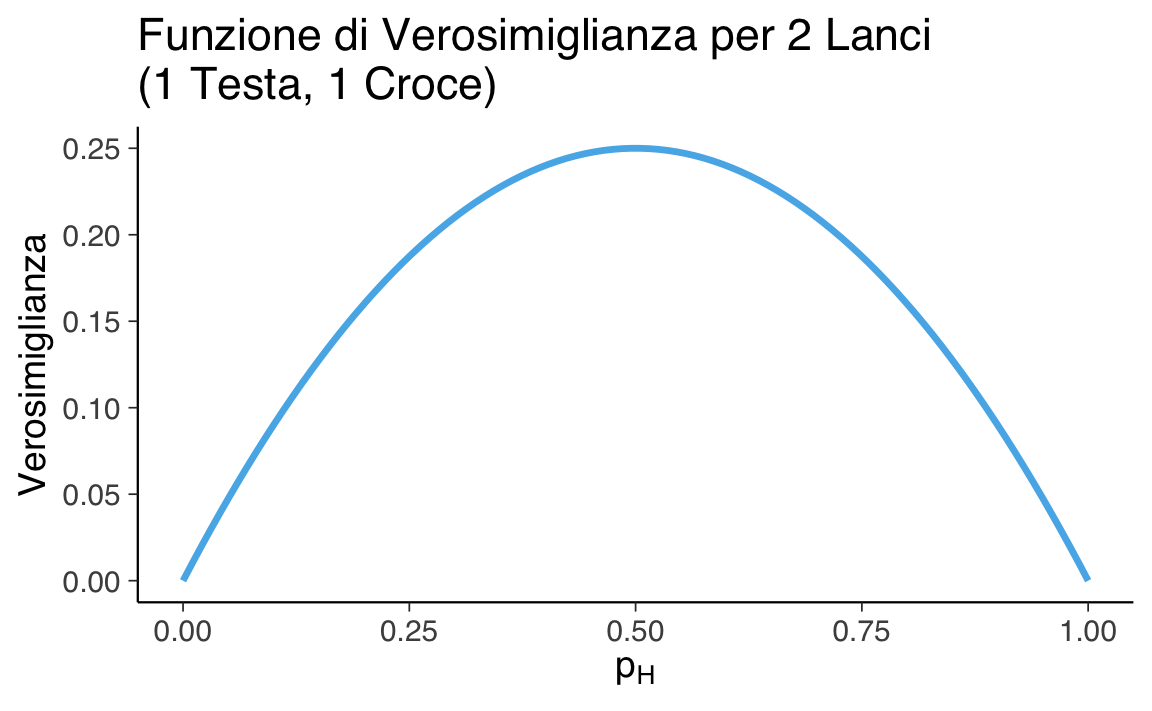 Funzione di Verosimiglianza per 2 Lanci
(1 Testa, 1 Croce)
Verosimiglianza
0.25
0.20
0.15
0.10
0.05
0.00
0.00 0.25 0.50 0.75 1.00
pH